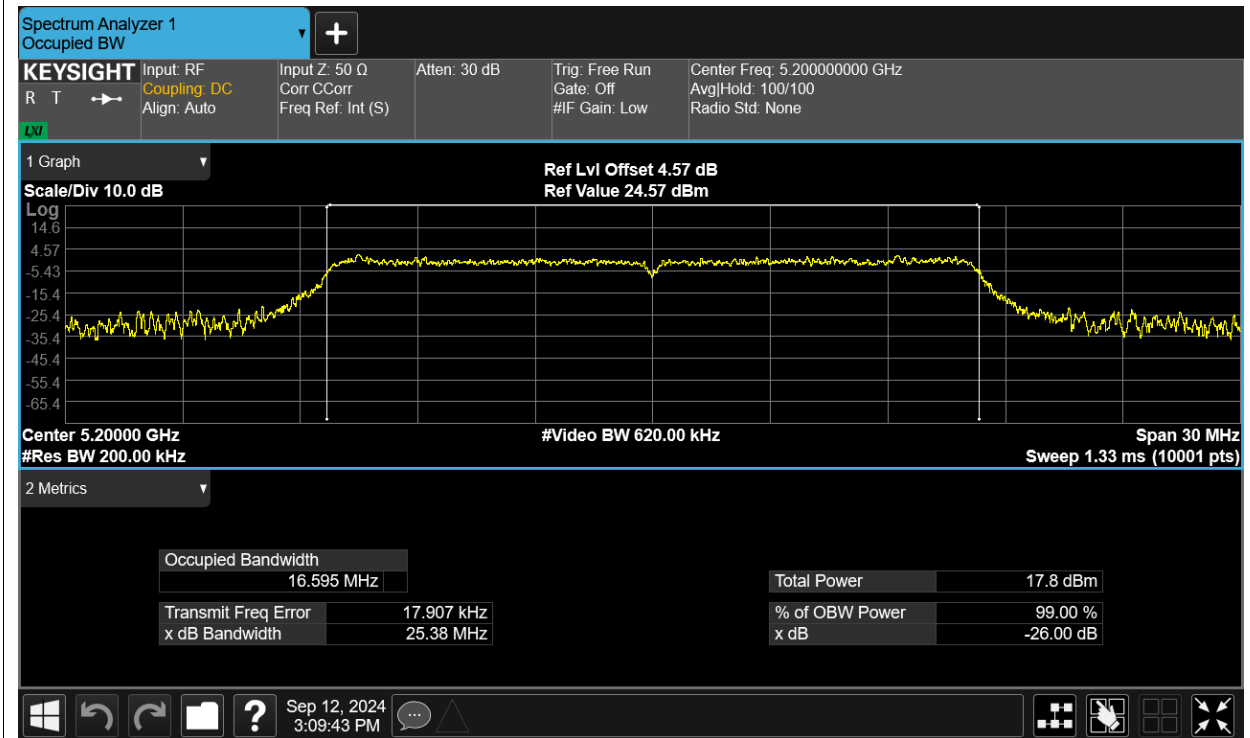 Spectrum Analyzer 1
Occupied BW
KEYSIGHT
R T
LXI
Input: RF
Coupling: DC
Align: Auto
Input Z: 50 Ω
Corr CCorr
Freq Ref: Int (S)
Atten: 30 dB
Trig: Free Run
Gate: Off
#IF Gain: Low
Center Freq: 5.200000000 GHz
Avg|Hold: 100/100
Radio Std: None
1 Graph
Scale/Div 10.0 dB
Ref Lvl Offset 4.57 dB
Ref Value 24.57 dBm
Log
14.6
4.57
-5.43
-15.4
-25.4
-35.4
-45.4
-55.4
-65.4
Center 5.20000 GHz
#Video BW 620.00 kHz
Span 30 MHz
#Res BW 200.00 kHz
Sweep 1.33 ms (10001 pts)
2 Metrics
Occupied Bandwidth
16.595 MHz
Total Power 17.8 dBm
Transmit Freq Error 17.907 kHz
% of OBW Power 99.00 %
x dB Bandwidth 25.38 MHz
x dB -26.00 dB
?
Sep 12, 2024
3:09:43 PM